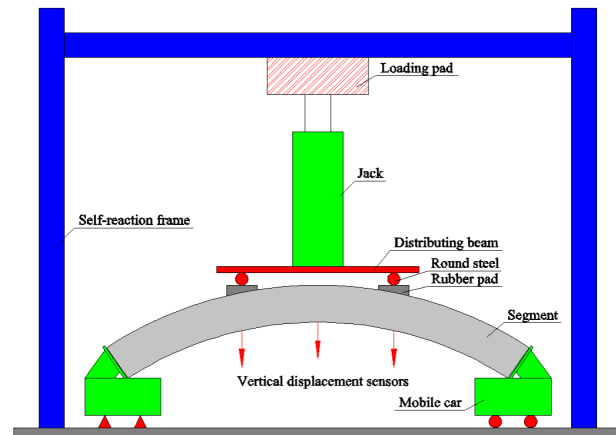 Loading pad
Jack
Self-reaction frame
Distributing beam
Round steel
Rubber pad
Segment
Vertical displacement sensors
Mobile car